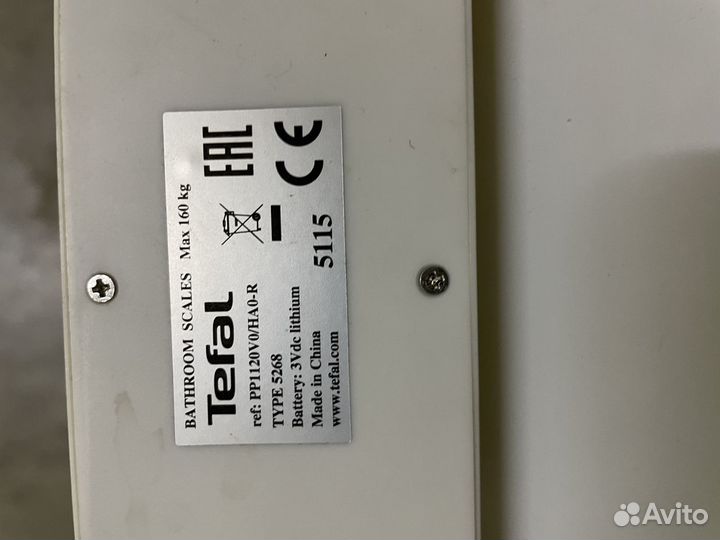 BATHROOM SCALES Max 160 kg
Tefal
EAC
ref: PP1120V0/HA0-R
TYPE 5268
CE
Battery: 3Vdc lithium
Made in China
5115
www.tefal.com
Avito